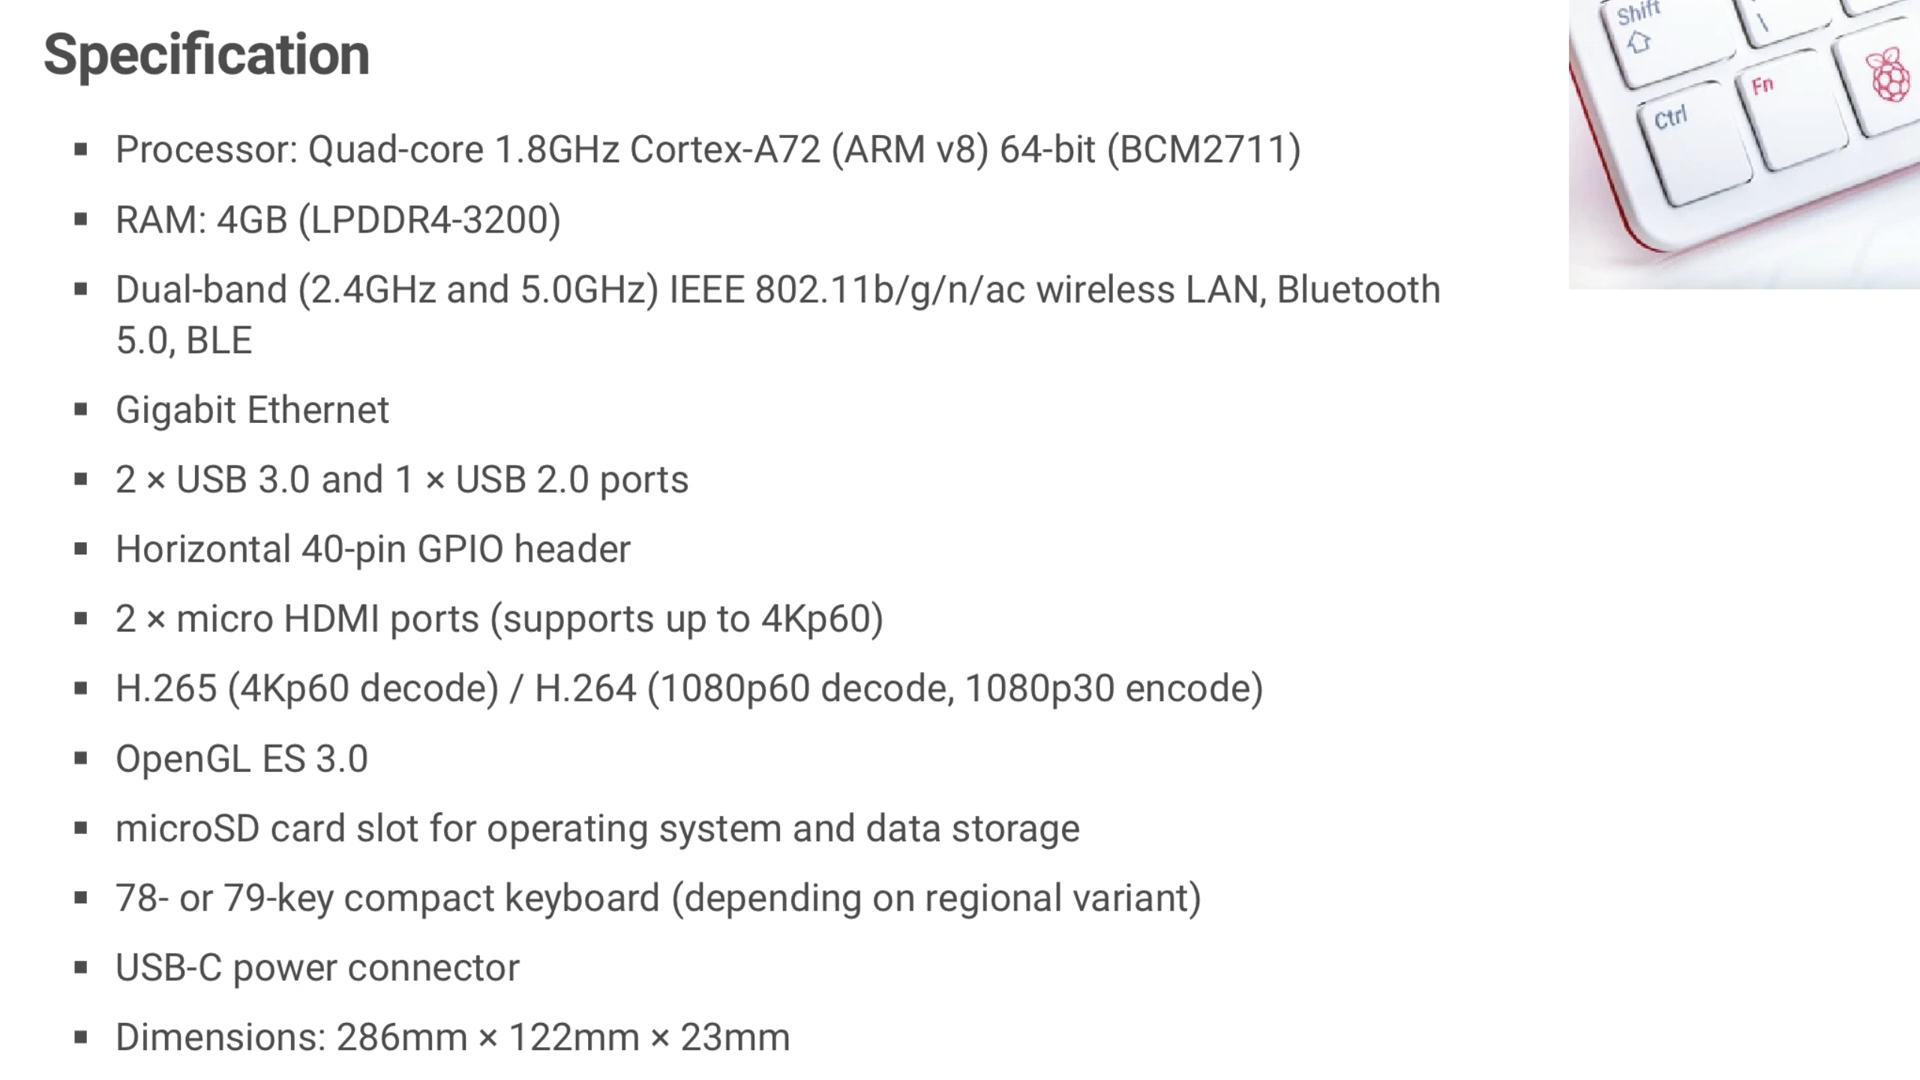 Specification
Processor: Quad-core 1.8GHz Cortex-A72 (ARM v8) 64-bit (BCM2711)
RAM: 4GB (LPDDR4-3200)
Dual-band (2.4GHz and 5.0GHz) IEEE 802.11b/g/n/ac wireless LAN, Bluetooth
5.0, BLE
Gigabit Ethernet
2 × USB 3.0 and 1 × USB 2.0 ports
Horizontal 40-pin GPIO header
2 × micro HDMI ports (supports up to 4Kp60)
H.265 (4Kp60 decode) / H.264 (1080p60 decode, 1080p30 encode)
OpenGL ES 3.0
microSD card slot for operating system and data storage
78- or 79-key compact keyboard (depending on regional variant)
USB-C power connector
Dimensions: 286mm × 122mm × 23mm
Shift
\
Ctrl
Fn